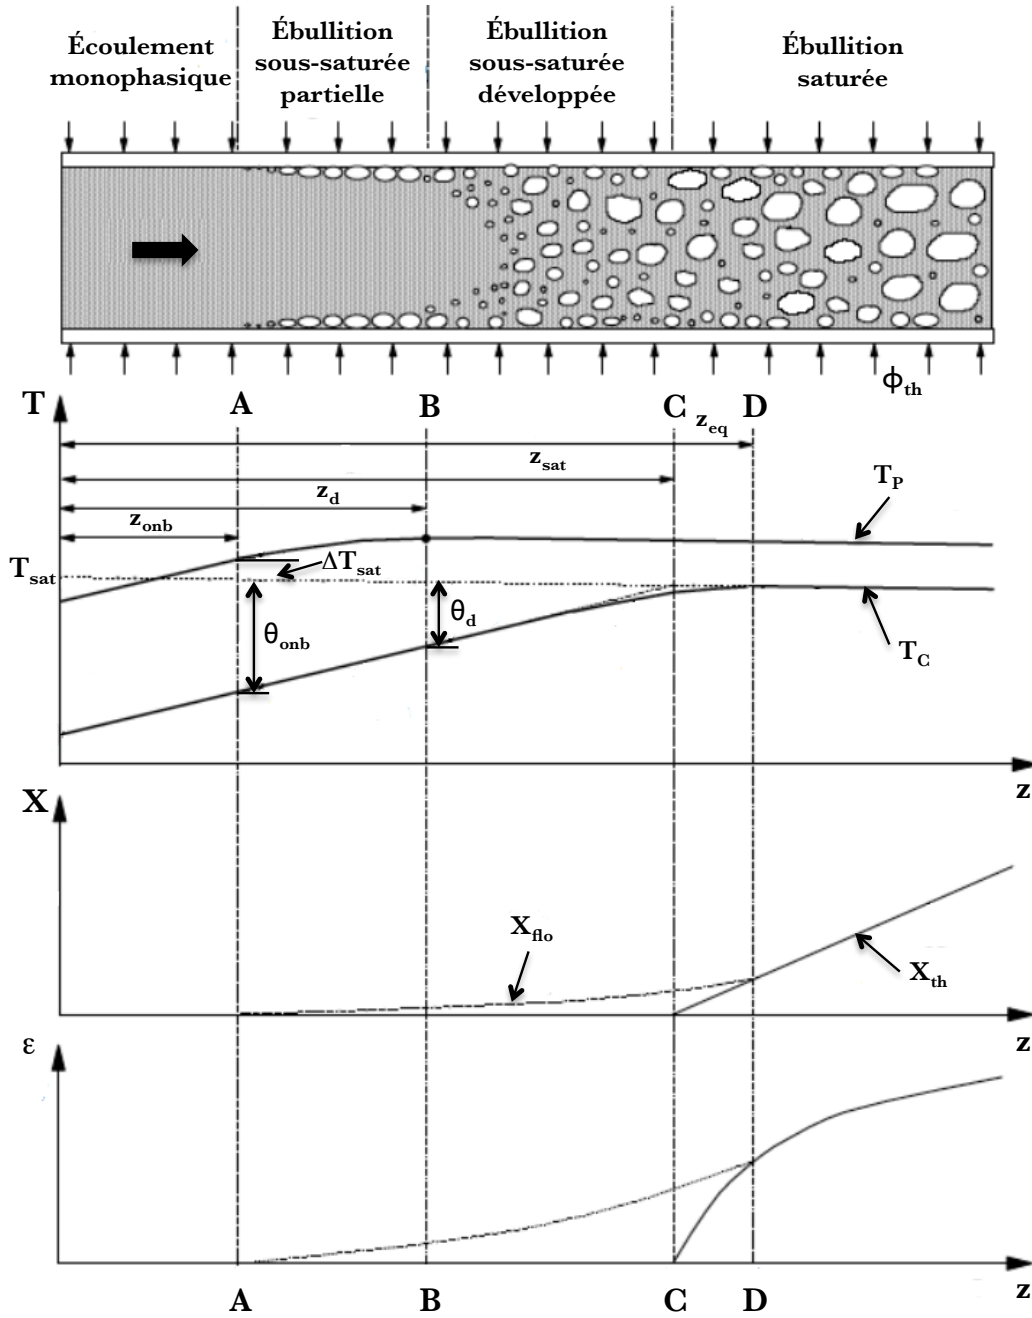 Écoulement
monophasique
Ébullition
sous-saturée
partielle
Ébullition
sous-saturée
développée
Ébullition
saturée
ϕth
T
A
B
C
D
zeq
zsat
zd
zonb
TP
Tsat
ΔTsat
θonb
θd
TC
z
X
Xflo
Xth
z
ε
z
A
B
C
D